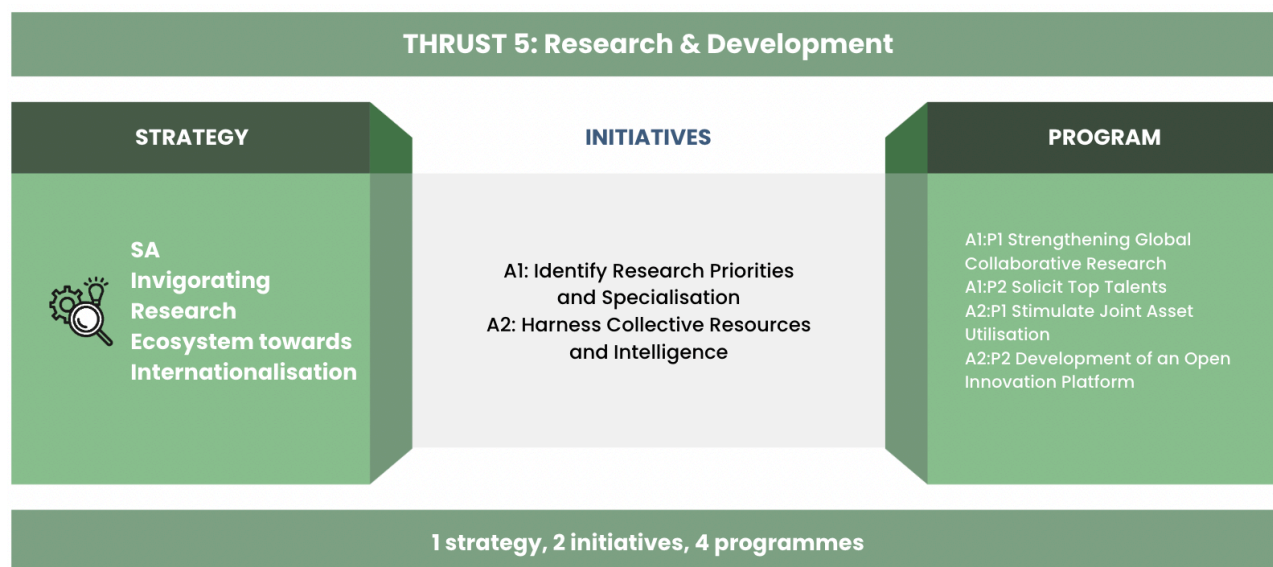 THRUST 5: Research & Development
STRATEGY
SA
Invigorating
Research
Ecosystem towards
Internationalisation
INITIATIVES
A1: Identify Research Priorities
and Specialisation
A2: Harness Collective Resources
and Intelligence
PROGRAM
A1:P1 Strengthening Global
Collaborative Research
A1:P2 Solicit Top Talents
A2:P1 Stimulate Joint Asset
Utilisation
A2:P2 Development of an Open
Innovation Platform
1 strategy, 2 initiatives, 4 programmes